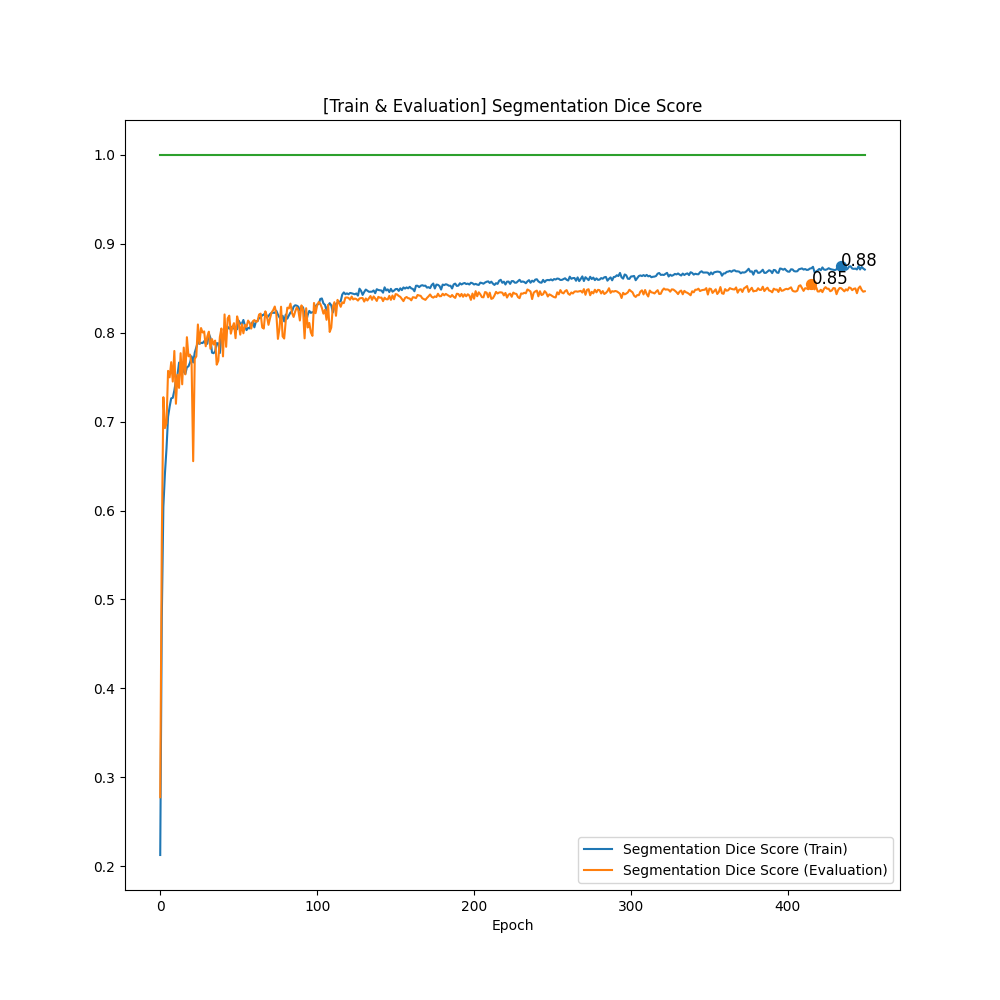 [Train & Evaluation] Segmentation Dice Score
1.0
0.9
0.88
0.85
0.8
0.7
0.6
0.5
0.4
0.3
0.2
Segmentation Dice Score (Train)
Segmentation Dice Score (Evaluation)
0 100 200 300 400
Epoch